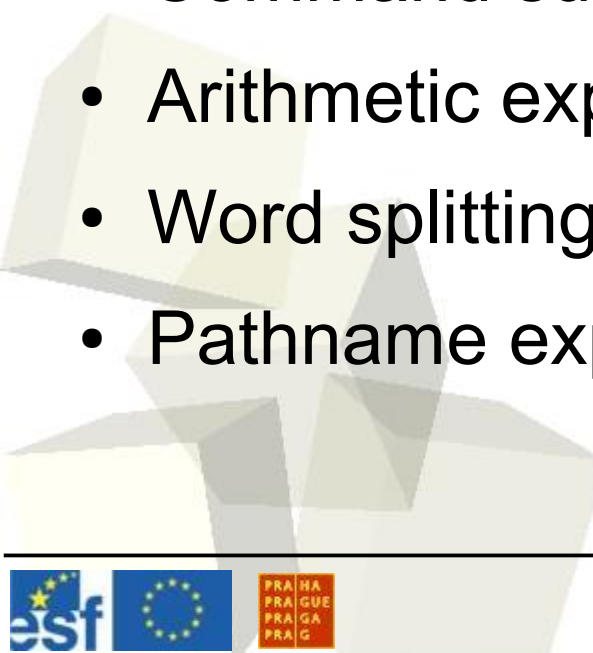 • Arithmetic exp
• Word splitting
• Pathname exp
esf
PRA HA
PRA GUE
PRA GA
PRA G